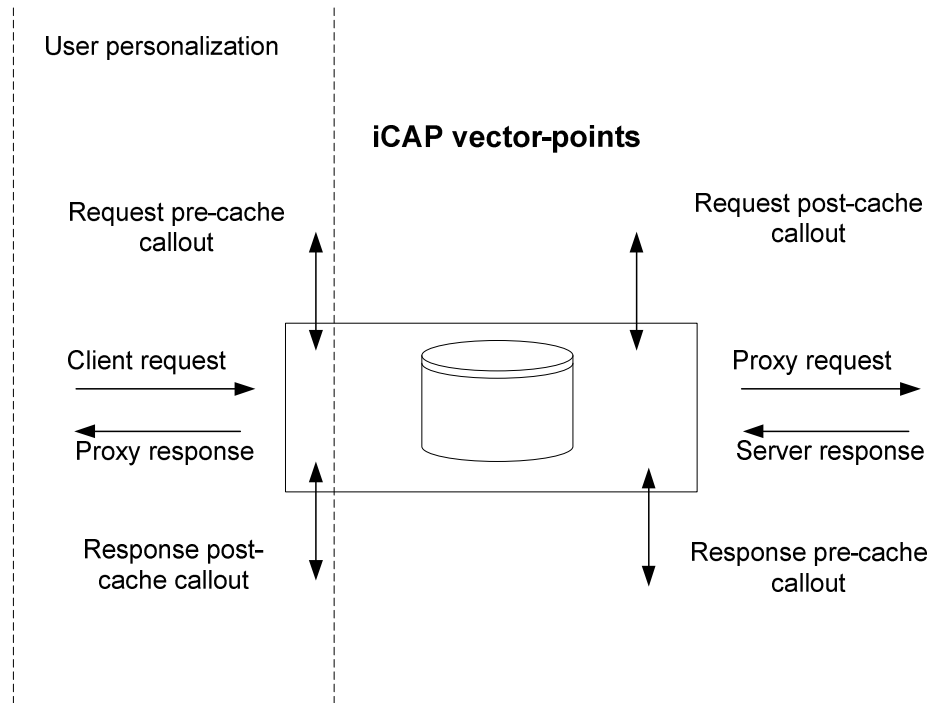 User personalization
iCAP vector-points
Request pre-cache
callout
Request post-cache
callout
Client request
Proxy response
Proxy request
Server response
Response post-
cache callout
Response pre-cache
callout